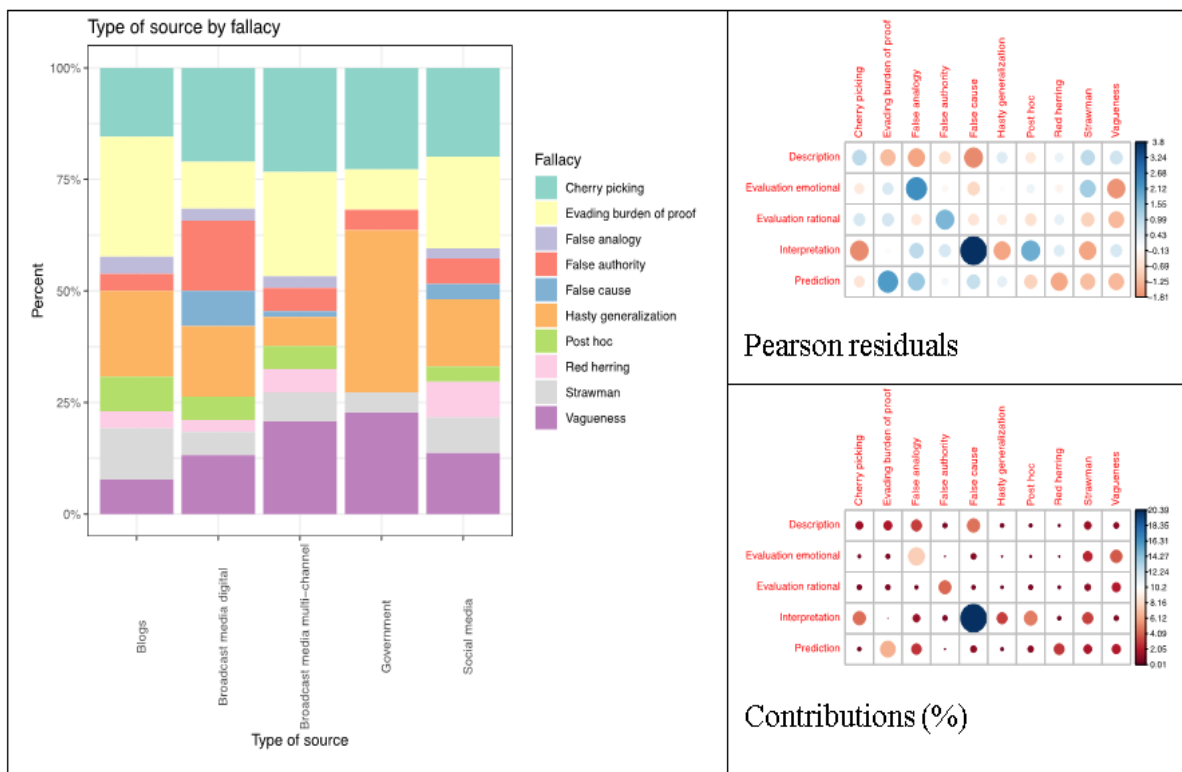 Type of source by fallacy
100%
75%
50%
25%
0%
Percent
Blogs
Broadcast media digital
Broadcast media multi-channel
Government
Social media
Type of source
Fallacy
Cherry picking
Evading burden of proof
False analogy
False authority
False cause
Hasty generalization
Post hoc
Red herring
Strawman
Vagueness
Cherry picking
Evading burden of proof
False analogy
False authority
False cause
Hasty generalization
Post hoc
Red herring
Strawman
Vagueness
Description
Evaluation emotional
Evaluation rational
Interpretation
Prediction
3.8
3.24
2.68
2.12
1.55
0.99
0.43
-0.13
-0.69
-1.25
-1.81
Pearson residuals
Cherry picking
Evading burden of proof
False analogy
False authority
False cause
Hasty generalization
Post hoc
Red herring
Strawman
Vagueness
Description
Evaluation emotional
Evaluation rational
Interpretation
Prediction
20.39
18.35
16.31
14.27
12.24
10.2
8.16
6.12
4.09
2.05
0.01
Contributions (%)